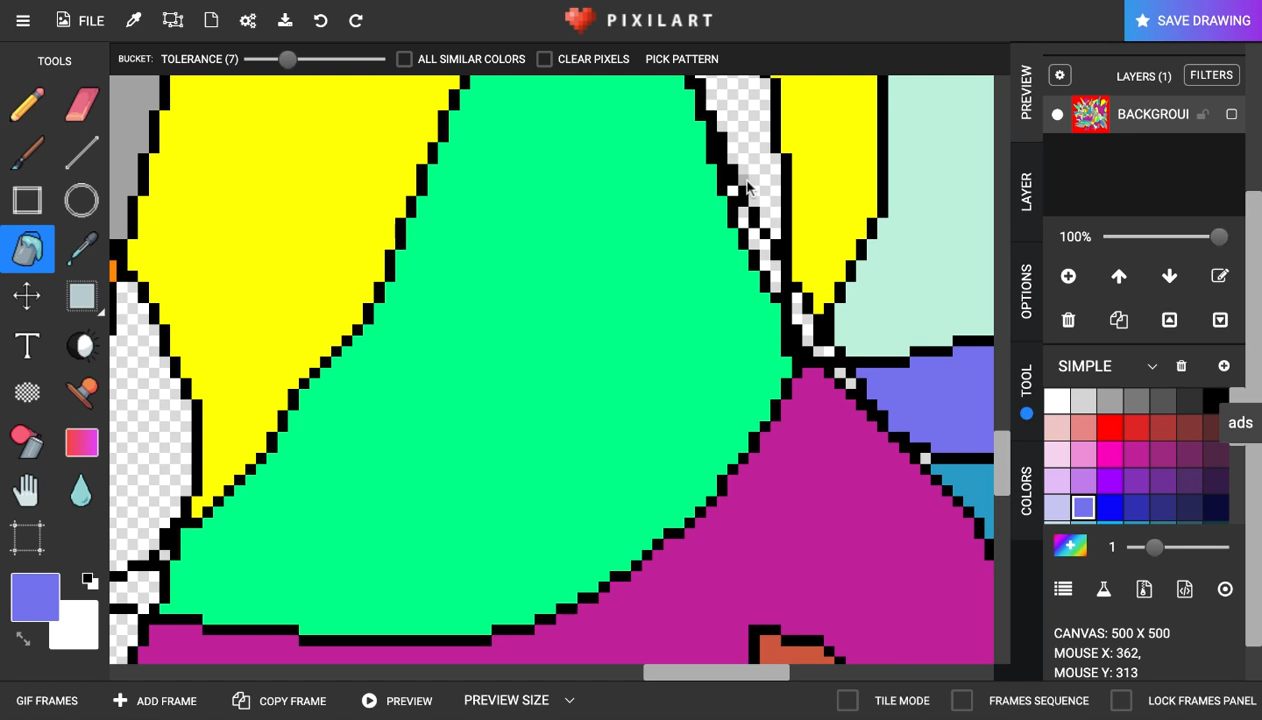 FILE
PIXILART
SAVE DRAWING
TOOLS
BUCKET: TOLERANCE (7)
ALL SIMILAR COLORS
CLEAR PIXELS
PICK PATTERN
PREVIEW
LAYER
OPTIONS
TOOL
COLORS
LAYERS (1)
FILTERS
BACKGROUI
100%
SIMPLE
ads
T
1
CANVAS: 500 X 500
MOUSE X: 362,
MOUSE Y: 313
GIF FRAMES
ADD FRAME
COPY FRAME
PREVIEW
PREVIEW SIZE
TILE MODE
FRAMES SEQUENCE
LOCK FRAMES PANEL